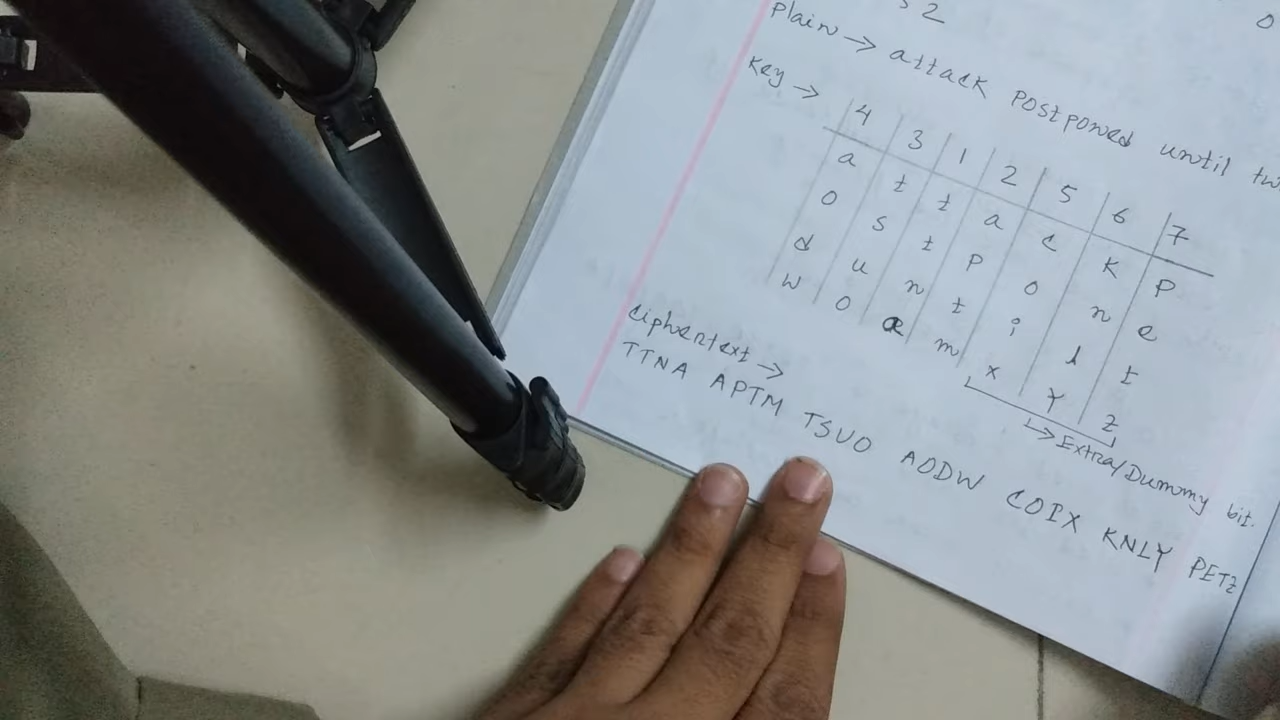 52
Plain → attack postponed until tw
Key →
4 3 1 2 5 6 7
a t t a c k p
o s t p o n e
d u n t i l t
w o a m x y z
↳ Extra/Dummy bit.
ciphertext →
TTNA APTM TSUO AODW COIX KNLY PETZ